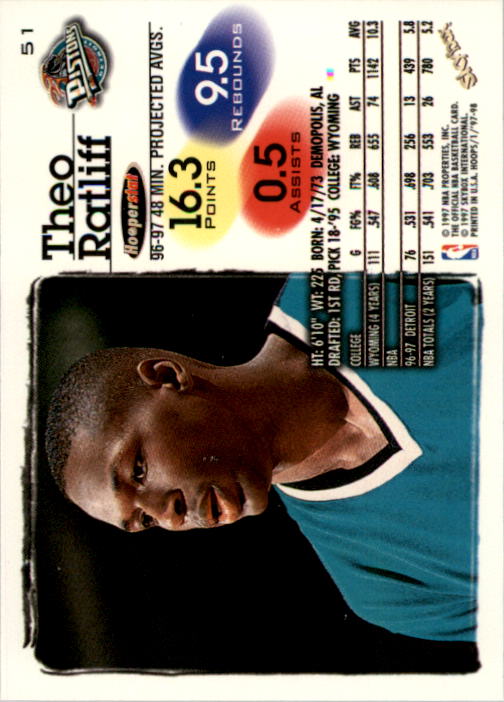 51
PISTONS
Theo
Ratliff
Hooperstat
96-97 48 MIN. PROJECTED AVGS.
16.3
POINTS
9.5
REBOUNDS
0.5
ASSISTS
HT: 6'10" WT: 225 BORN: 4/17/73 DEMOPOLIS, AL
DRAFTED: 1ST RD, PICK 18-'95 COLLEGE: WYOMING
COLLEGE G FG% FT% REB AST PTS AVG
WYOMING (4 YEARS) 111 .547 .608 655 74 1142 10.3
NBA
96-97 DETROIT 76 .531 .698 256 13 439 5.8
NBA TOTALS (2 YEARS) 151 .541 .703 553 26 780 5.2
© 1997 NBA PROPERTIES, INC.
THE OFFICIAL NBA BASKETBALL CARD.
© 1997 SKYBOX INTERNATIONAL.
PRINTED IN U.S.A. HOOPS/1/'97-98
SkyBox